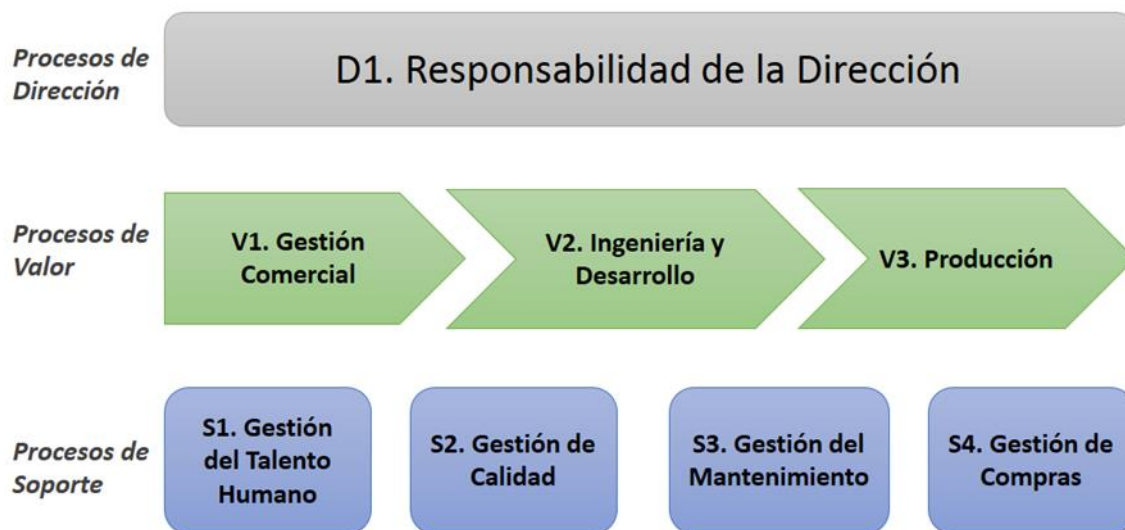 Procesos de
Dirección
D1. Responsabilidad de la Dirección
Procesos de
Valor
V1. Gestión
Comercial
V2. Ingeniería y
Desarrollo
V3. Producción
Procesos de
Soporte
S1. Gestión
del Talento
Humano
S2. Gestión de
Calidad
S3. Gestión del
Mantenimiento
S4. Gestión de
Compras